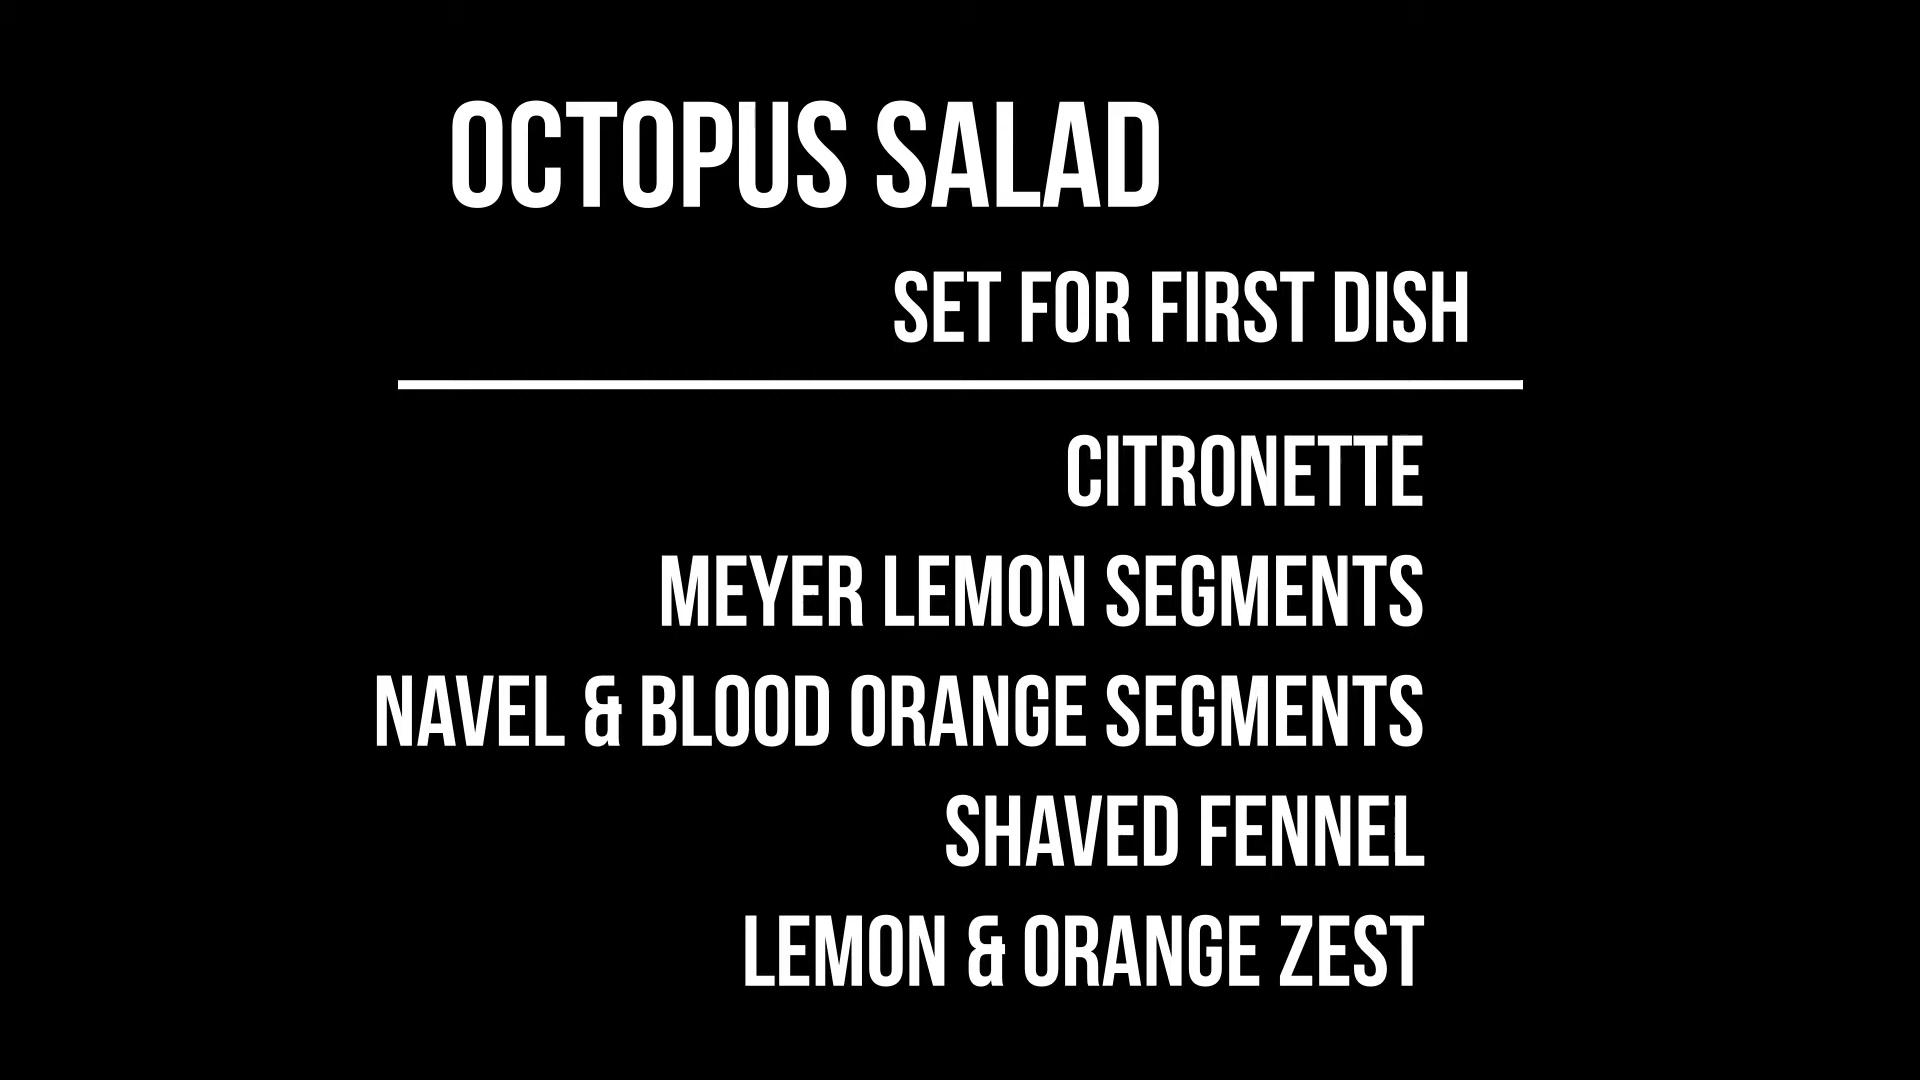 OCTOPUS SALAD
SET FOR FIRST DISH
CITRONETTE
MEYER LEMON SEGMENTS
NAVEL & BLOOD ORANGE SEGMENTS
SHAVED FENNEL
LEMON & ORANGE ZEST